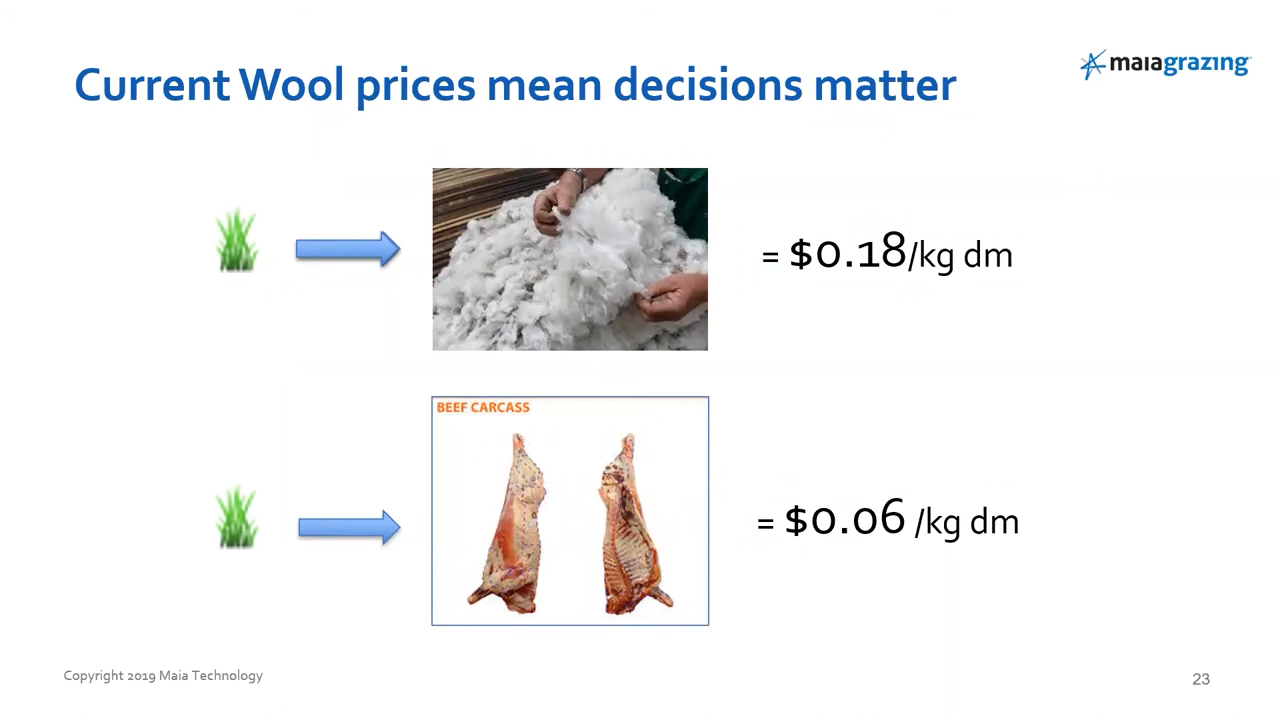 Current Wool prices mean decisions matter
maiagrazing
= $0.18/kg dm
BEEF CARCASS
= $0.06 /kg dm
Copyright 2019 Maia Technology
23